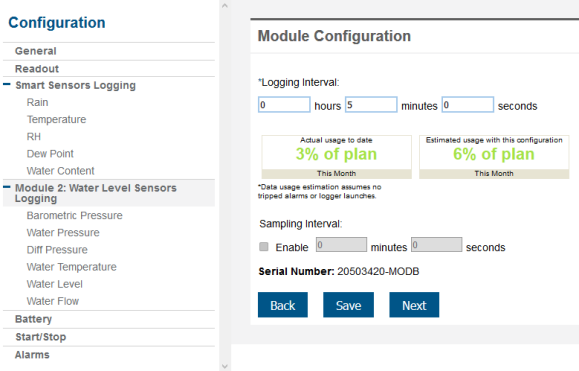 Configuration
General
Readout
Smart Sensors Logging
Rain
Temperature
RH
Dew Point
Water Content
Module 2: Water Level Sensors
Logging
Barometric Pressure
Water Pressure
Diff Pressure
Water Temperature
Water Level
Water Flow
Battery
Start/Stop
Alarms
Module Configuration
*Logging Interval:
0 hours 5 minutes 0 seconds
Actual usage to date Estimated usage with this configuration
3% of plan 6% of plan
This Month This Month
*Data usage estimation assumes no
tripped alarms or logger launches.
Sampling Interval:
Enable 0 minutes 0 seconds
Serial Number: 20503420-MODB
Back Save Next